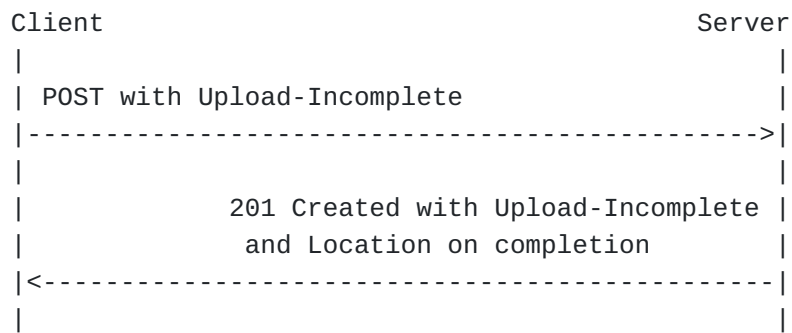 Client                                      Server
|                                                |
| POST with Upload-Incomplete                    |
|----------------------------------------------->|
|                                                |
|             201 Created with Upload-Incomplete |
|              and Location on completion        |
|<-----------------------------------------------|
|                                                |